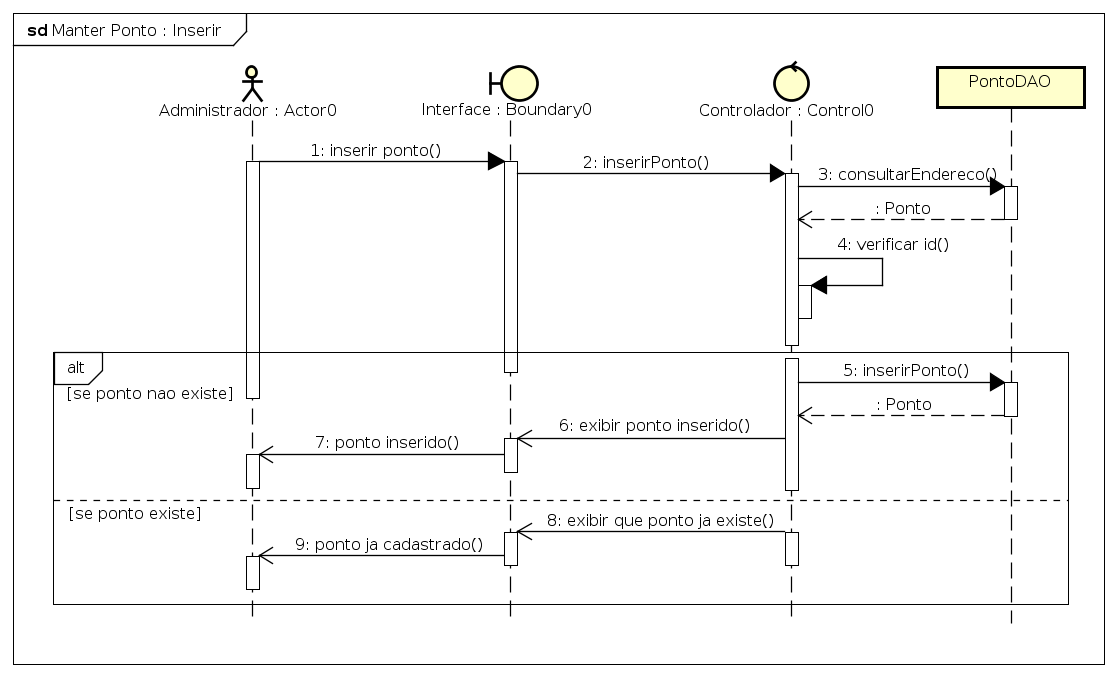 sd Manter Ponto : Inserir
Administrador : Actor0
Interface : Boundary0
Controlador : Control0
PontoDAO
1: inserir ponto()
2: inserirPonto()
3: consultarEndereco()
: Ponto
4: verificar id()
alt
[se ponto nao existe]
5: inserirPonto()
: Ponto
6: exibir ponto inserido()
7: ponto inserido()
[se ponto existe]
8: exibir que ponto ja existe()
9: ponto ja cadastrado()